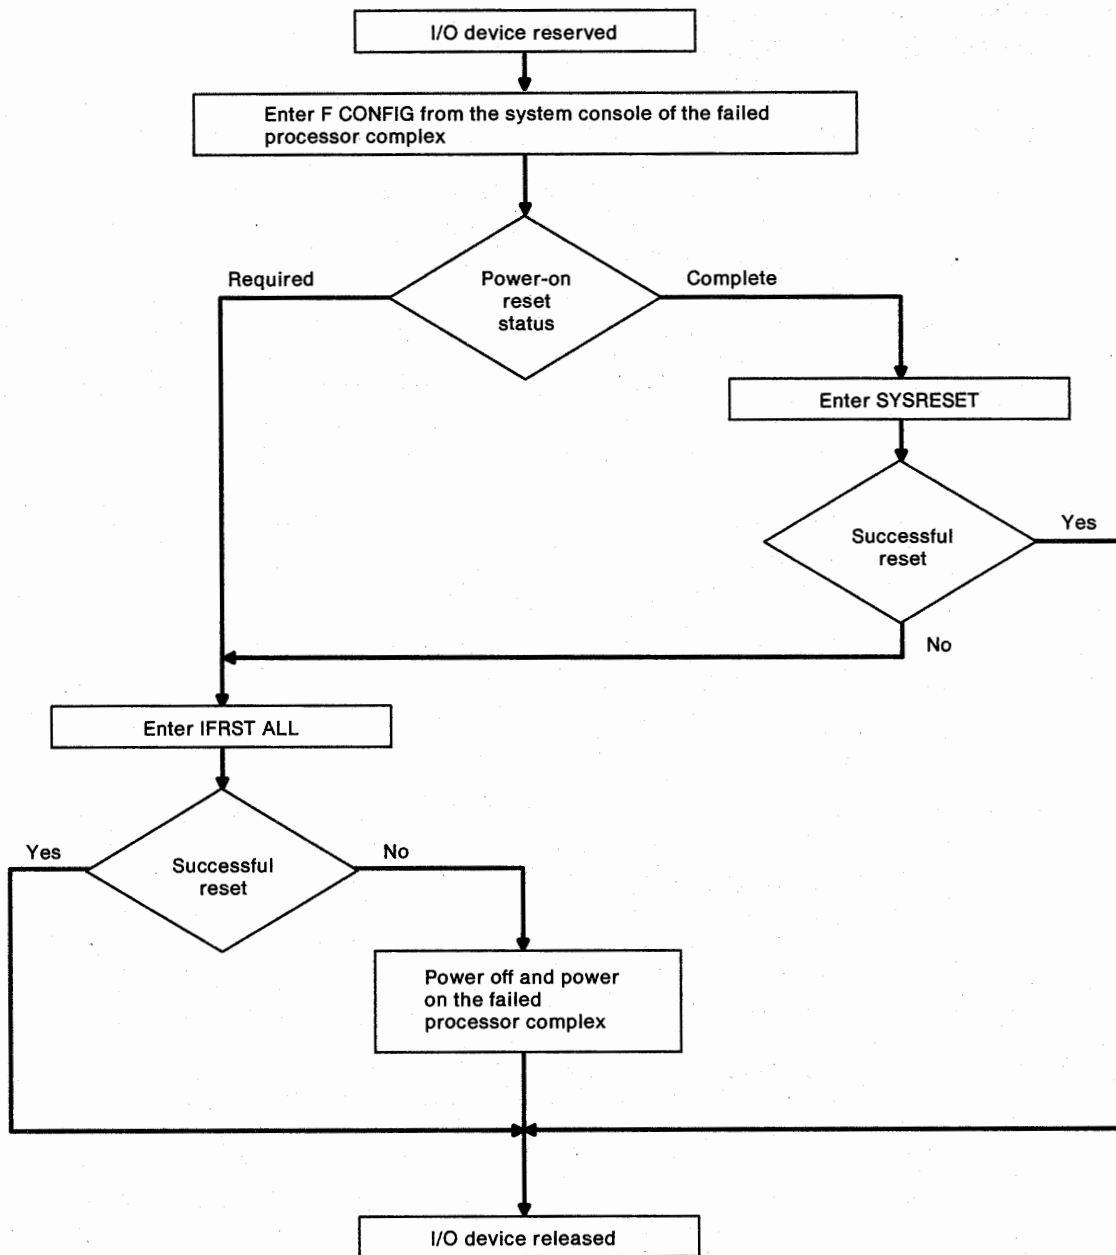 I/O device reserved
Enter F CONFIG from the system console of the failed
processor complex
Power-on
reset
status
Required
Complete
Enter SYSRESET
Successful
reset
Yes
No
Enter IFRST ALL
Successful
reset
Yes
No
Power off and power
on the failed
processor complex
I/O device released